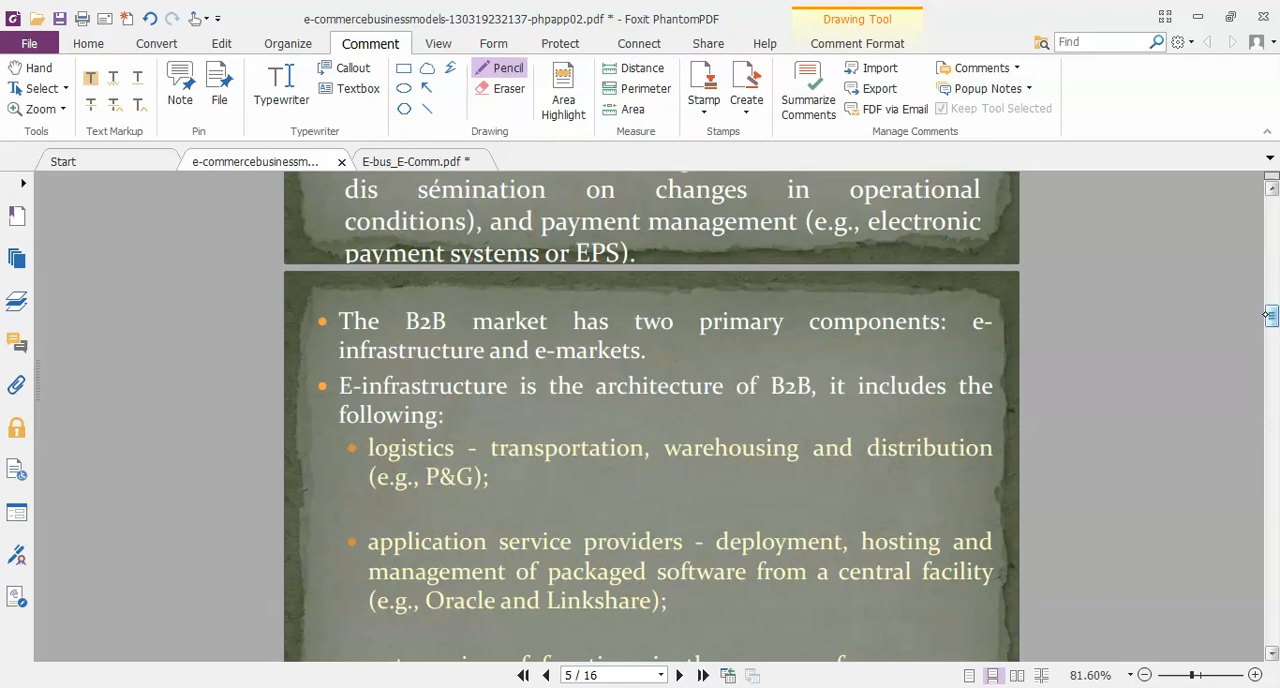 e-commercebusinessmodels-130319232137-phpapp02.pdf * - Foxit PhantomPDF
Drawing Tool
File Home Convert Edit Organize Comment View Form Protect Connect Share Help Comment Format
Find
Hand
Select
Zoom
Tools
Text Markup
Note
File
Pin
Typewriter
Callout
Textbox
Typewriter
Pencil
Eraser
Drawing
Area
Highlight
Distance
Perimeter
Area
Measure
Stamp
Create
Stamps
Summarize
Comments
Import
Export
FDF via Email
Comments
Popup Notes
Keep Tool Selected
Manage Comments
Start
e-commercebusinessm...
E-bus_E-Comm.pdf *
dis sémination on changes in operational
conditions), and payment management (e.g., electronic
payment systems or EPS).
The B2B market has two primary components: e-
infrastructure and e-markets.
E-infrastructure is the architecture of B2B, it includes the
following:
logistics - transportation, warehousing and distribution
(e.g., P&G);
application service providers - deployment, hosting and
management of packaged software from a central facility
(e.g., Oracle and Linkshare);
5 / 16
81.60%